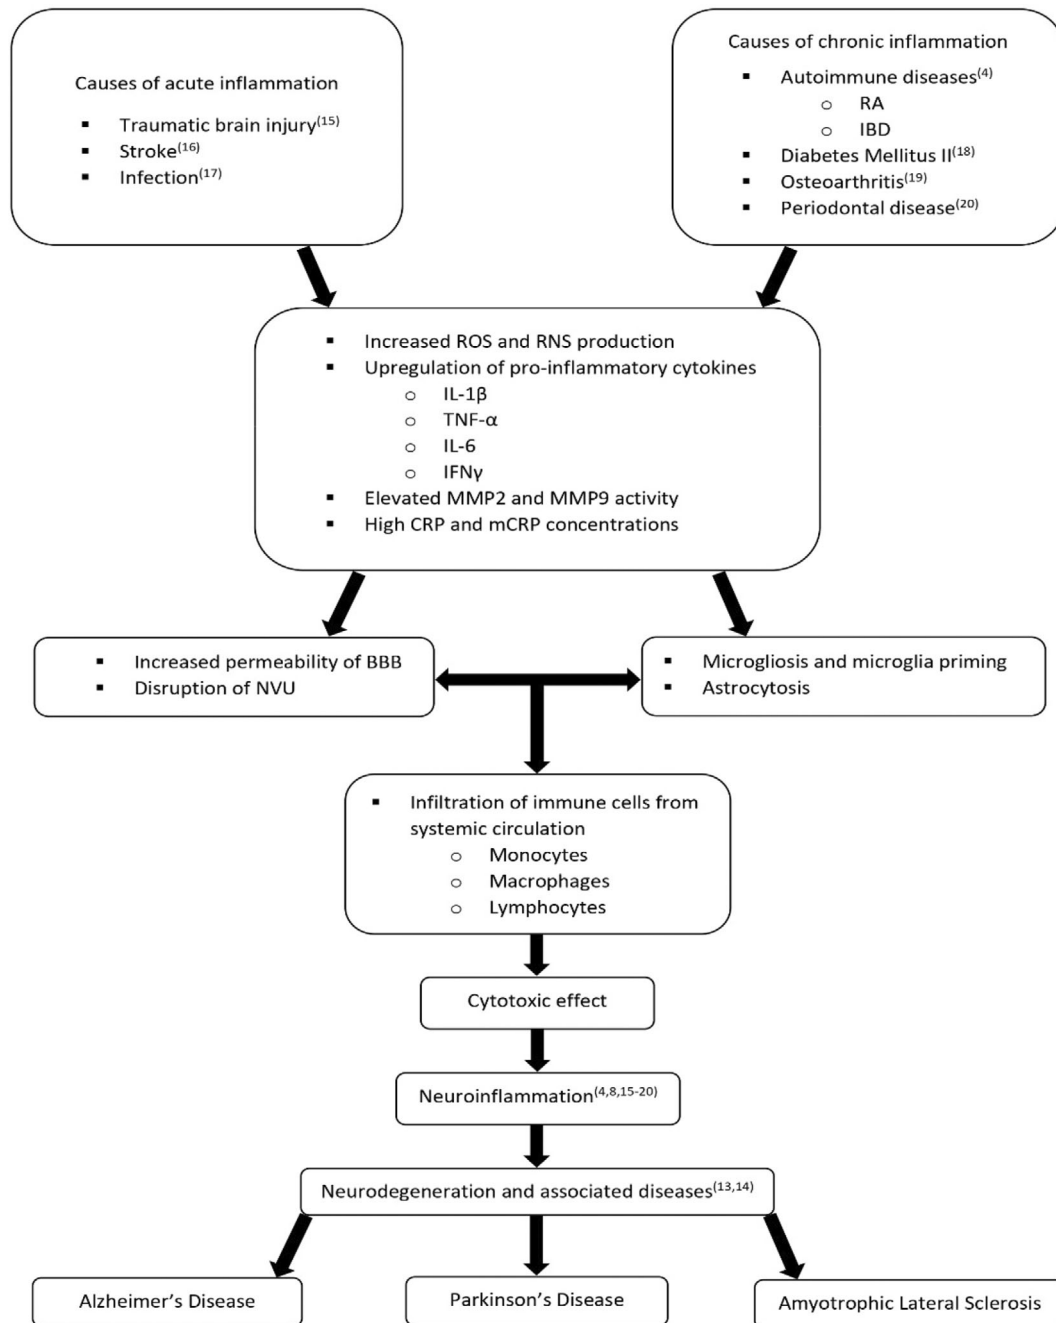 Causes of acute inflammation
▪ Traumatic brain injury(15)
▪ Stroke(16)
▪ Infection(17)
Causes of chronic inflammation
▪ Autoimmune diseases(4)
o RA
o IBD
▪ Diabetes Mellitus II(18)
▪ Osteoarthritis(19)
▪ Periodontal disease(20)
▪ Increased ROS and RNS production
▪ Upregulation of pro-inflammatory cytokines
o IL-1β
o TNF-α
o IL-6
o IFNγ
▪ Elevated MMP2 and MMP9 activity
▪ High CRP and mCRP concentrations
▪ Increased permeability of BBB
▪ Disruption of NVU
▪ Microgliosis and microglia priming
▪ Astrocytosis
▪ Infiltration of immune cells from
systemic circulation
o Monocytes
o Macrophages
o Lymphocytes
Cytotoxic effect
Neuroinflammation(4,8,15-20)
Neurodegeneration and associated diseases(13,14)
Alzheimer’s Disease
Parkinson’s Disease
Amyotrophic Lateral Sclerosis